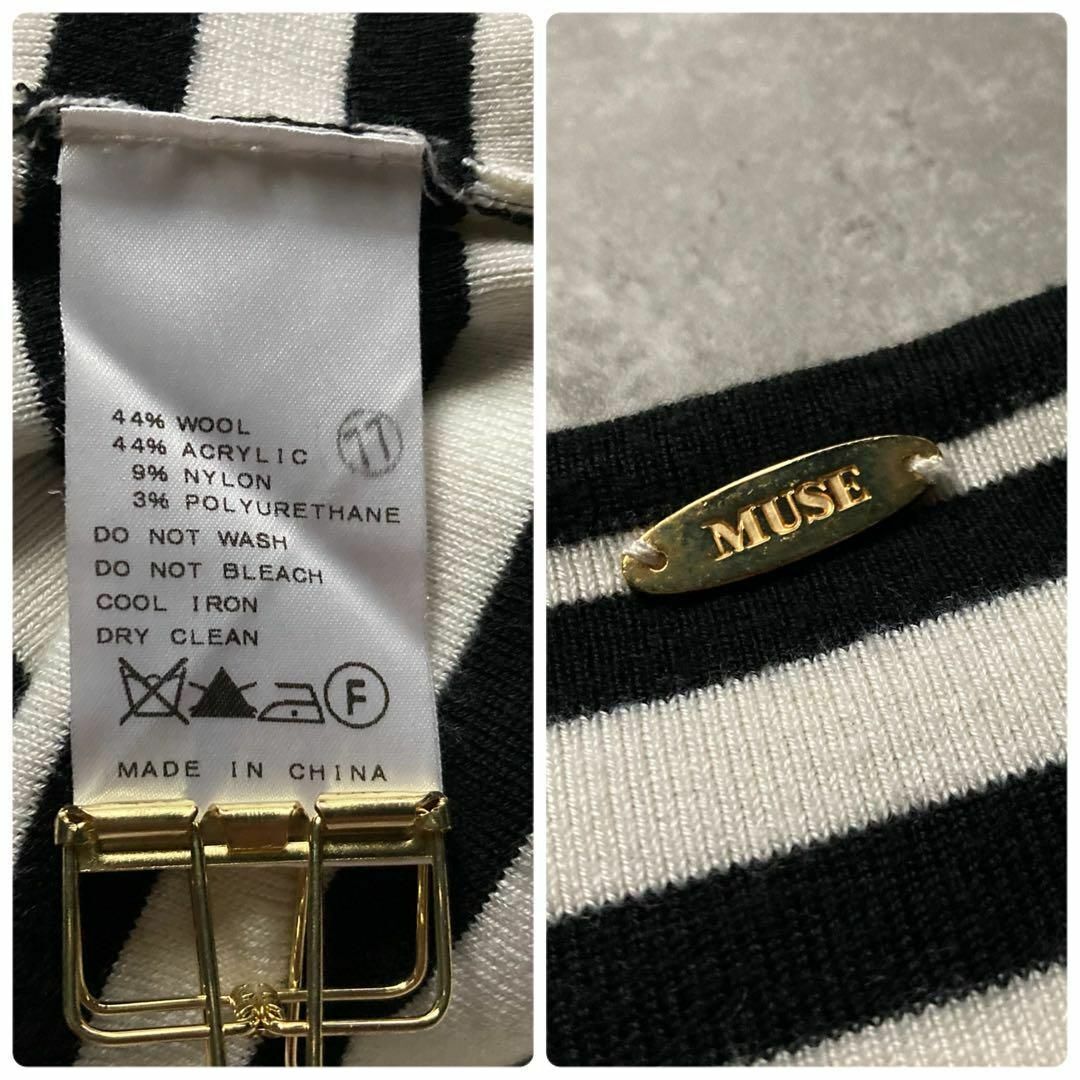 44% WOOL
44% ACRYLIC
9% NYLON
3% POLYURETHANE
11
DO NOT WASH
DO NOT BLEACH
COOL IRON
DRY CLEAN
F
MADE IN CHINA
MUSE